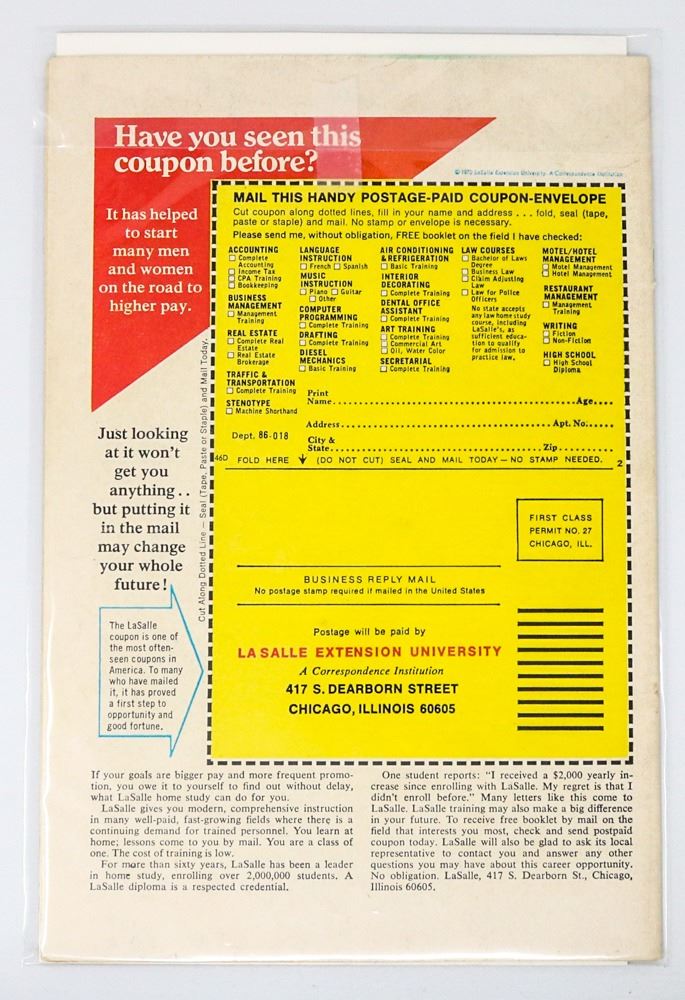 Have you seen this
coupon before?
© 1970 LaSalle Extension University. A Correspondence Institution
It has helped
to start
many men
and women
on the road to
higher pay.
MAIL THIS HANDY POSTAGE-PAID COUPON-ENVELOPE
Cut coupon along dotted lines, fill in your name and address . . . fold, seal (tape,
paste or staple) and mail. No stamp or envelope is necessary.
Please send me, without obligation, FREE booklet on the field I have checked:
ACCOUNTING
☐ Complete
Accounting
☐ Income Tax
☐ CPA Training
☐ Bookkeeping
BUSINESS
MANAGEMENT
☐ Management
Training
REAL ESTATE
☐ Complete Real
Estate
☐ Real Estate
Brokerage
TRAFFIC &
TRANSPORTATION
☐ Complete Training
STENOTYPE
☐ Machine Shorthand
LANGUAGE
INSTRUCTION
☐ French ☐ Spanish
MUSIC
INSTRUCTION
☐ Piano ☐ Guitar
☐ Other
COMPUTER
PROGRAMMING
☐ Complete Training
DRAFTING
☐ Complete Training
DIESEL
MECHANICS
☐ Basic Training
AIR CONDITIONING
& REFRIGERATION
☐ Basic Training
INTERIOR
DECORATING
☐ Complete Training
DENTAL OFFICE
ASSISTANT
☐ Complete Training
ART TRAINING
☐ Complete Training
☐ Commercial Art
☐ Oil, Water Color
SECRETARIAL
☐ Complete Training
LAW COURSES
☐ Bachelor of Laws
Degree
☐ Business Law
☐ Claim Adjusting
Law
☐ Law for Police
Officers
No state accepts
any law home study
course, including
LaSalle's, as
sufficient educa-
tion to qualify
for admission to
practice law.
MOTEL/HOTEL
MANAGEMENT
☐ Motel Management
☐ Hotel Management
RESTAURANT
MANAGEMENT
☐ Management
Training
WRITING
☐ Fiction
☐ Non-Fiction
HIGH SCHOOL
☐ High School
Diploma
Print
Name........................................Age....
Address........................................Apt. No......
Dept. 86-018
City &
State........................................Zip........
46D FOLD HERE ↓ (DO NOT CUT) SEAL AND MAIL TODAY—NO STAMP NEEDED. 2
Cut Along Dotted Line — Seal (Tape, Paste or Staple) and Mail Today.
Just looking
at it won't
get you
anything . .
but putting it
in the mail
may change
your whole
future!
The LaSalle
coupon is one of
the most often-
seen coupons in
America. To many
who have mailed
it, it has proved
a first step to
opportunity and
good fortune.
FIRST CLASS
PERMIT NO. 27
CHICAGO, ILL.
BUSINESS REPLY MAIL
No postage stamp required if mailed in the United States
Postage will be paid by
LA SALLE EXTENSION UNIVERSITY
A Correspondence Institution
417 S. DEARBORN STREET
CHICAGO, ILLINOIS 60605
If your goals are bigger pay and more frequent promo-
tion, you owe it to yourself to find out without delay,
what LaSalle home study can do for you.
LaSalle gives you modern, comprehensive instruction
in many well-paid, fast-growing fields where there is a
continuing demand for trained personnel. You learn at
home; lessons come to you by mail. You are a class of
one. The cost of training is low.
For more than sixty years, LaSalle has been a leader
in home study, enrolling over 2,000,000 students. A
LaSalle diploma is a respected credential.
One student reports: "I received a $2,000 yearly in-
crease since enrolling with LaSalle. My regret is that I
didn't enroll before." Many letters like this come to
LaSalle. LaSalle training may also make a big difference
in your future. To receive free booklet by mail on the
field that interests you most, check and send postpaid
coupon today. LaSalle will also be glad to ask its local
representative to contact you and answer any other
questions you may have about this career opportunity.
No obligation. LaSalle, 417 S. Dearborn St., Chicago,
Illinois 60605.